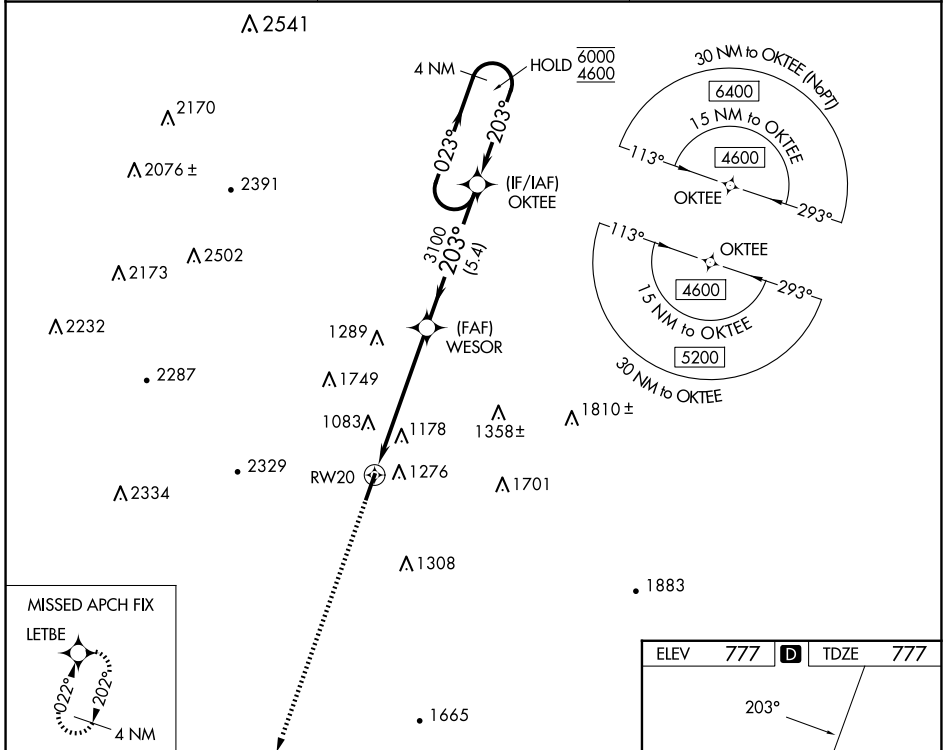 2541
4 NM
HOLD 6000
4600
30 NM to OKTEE (NoPT)
6400
15 NM to OKTEE
4600
113°
OKTEE
293°
2170
023°
203°
2076 ±
2391
(IF/IAF)
OKTEE
3100
203°
(5.4)
2502
2173
113°
OKTEE
4600
293°
15 NM to OKTEE
5200
30 NM to OKTEE
2232
1289
(FAF)
WESOR
2287
1749
1083
1178
1358±
1810 ±
2329
RW20
1276
2334
1701
1308
1883
MISSED APCH FIX
LETBE
022°
202°
4 NM
1665
ELEV 777 D TDZE 777
203°